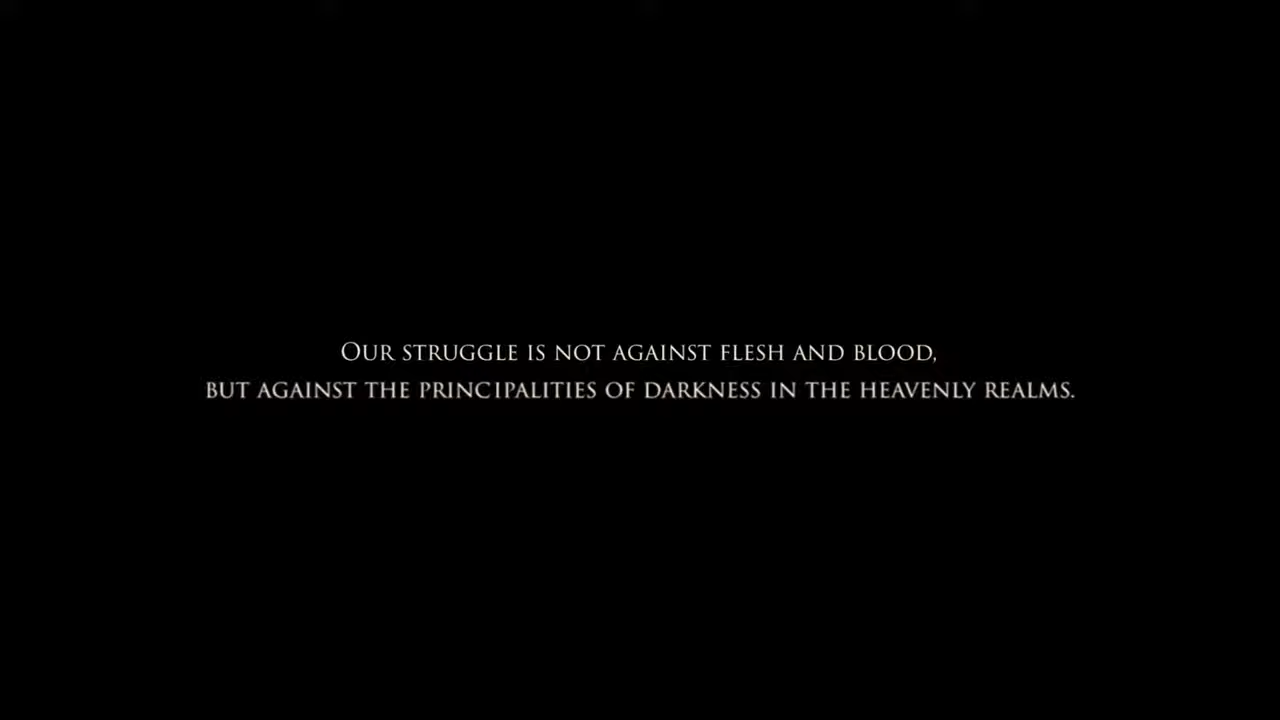 Our struggle is not against flesh and blood,
but against the principalities of darkness in the heavenly realms.